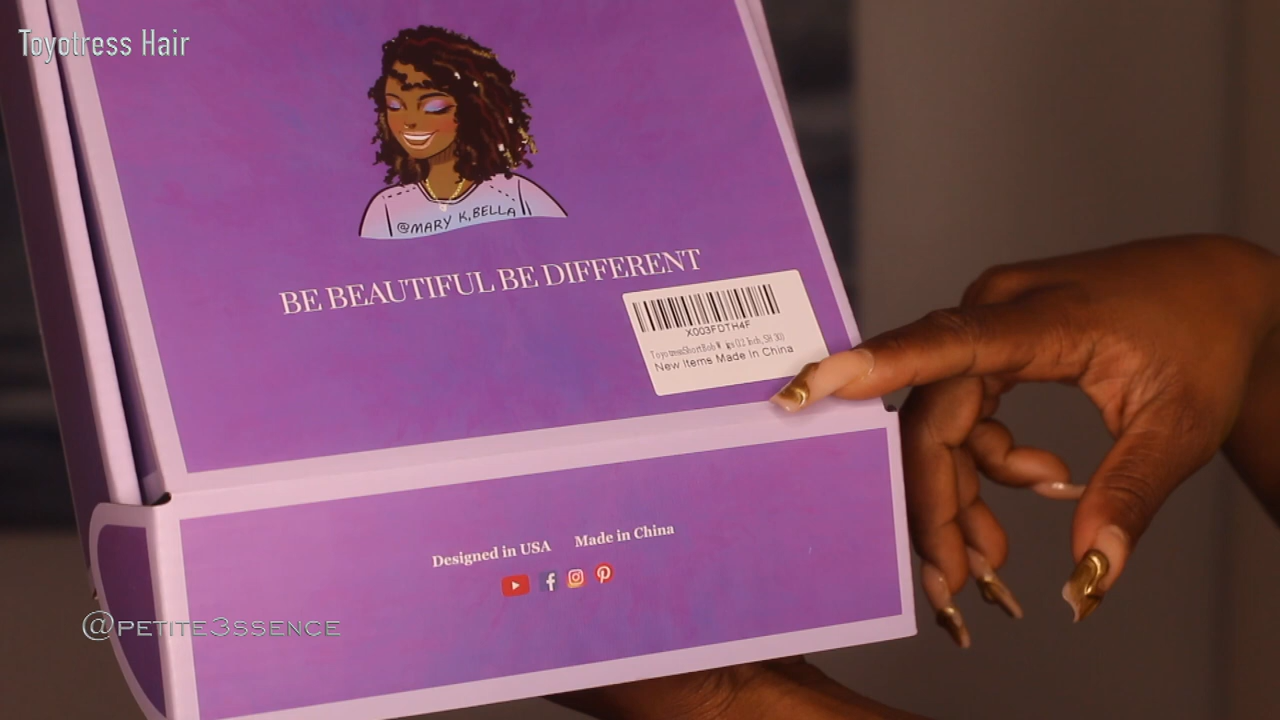 Toyotress Hair
@MARY K,BELLA
BE BEAUTIFUL BE DIFFERENT
X003FDTH4F
New Items Made In China
Designed in USA Made in China
@PETITE3SSENCE